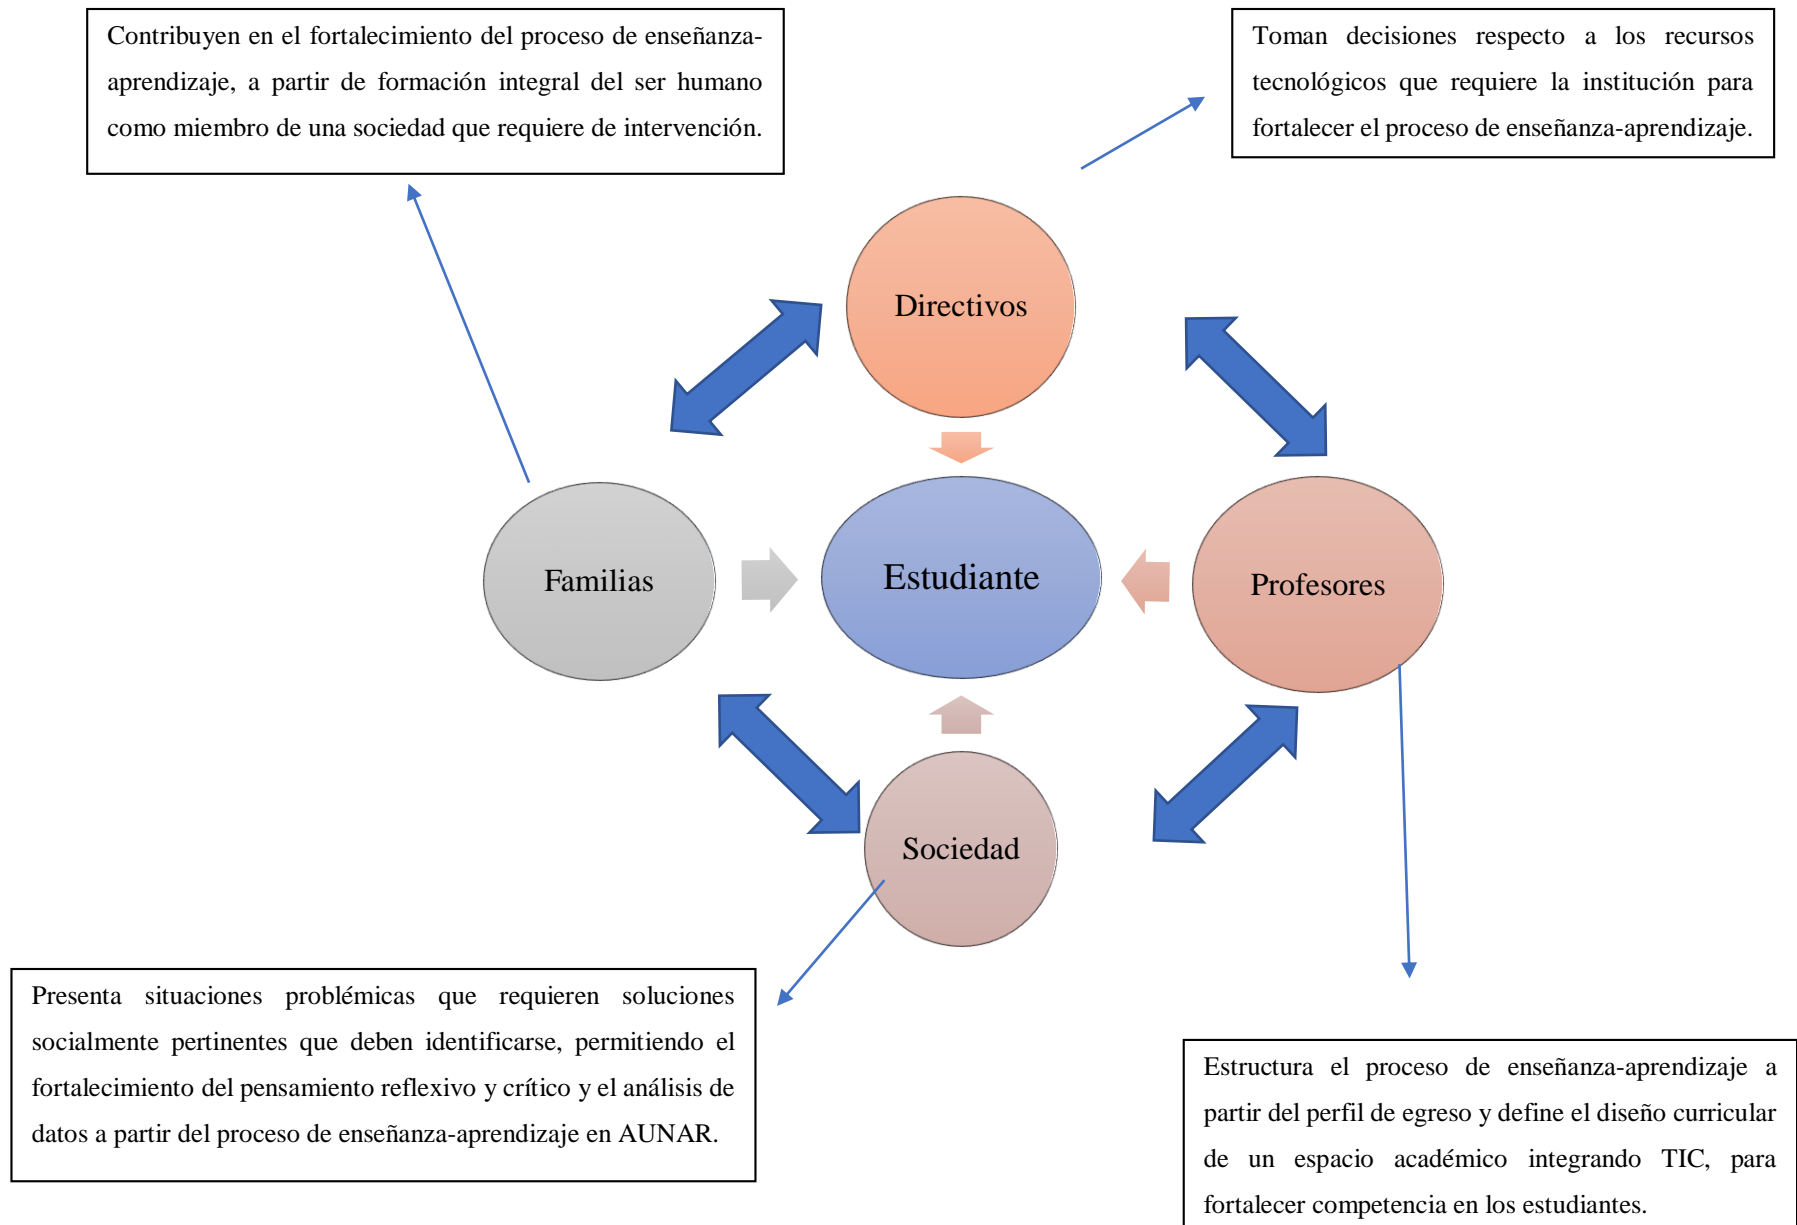 Contribuyen en el fortalecimiento del proceso de enseñanza-
aprendizaje, a partir de formación integral del ser humano
como miembro de una sociedad que requiere de intervención.
Toman decisiones respecto a los recursos
tecnológicos que requiere la institución para
fortalecer el proceso de enseñanza-aprendizaje.
Directivos
Familias
Estudiante
Profesores
Sociedad
Presenta situaciones problémicas que requieren soluciones
socialmente pertinentes que deben identificarse, permitiendo el
fortalecimiento del pensamiento reflexivo y crítico y el análisis de
datos a partir del proceso de enseñanza-aprendizaje en AUNAR.
Estructura el proceso de enseñanza-aprendizaje a
partir del perfil de egreso y define el diseño curricular
de un espacio académico integrando TIC, para
fortalecer competencia en los estudiantes.